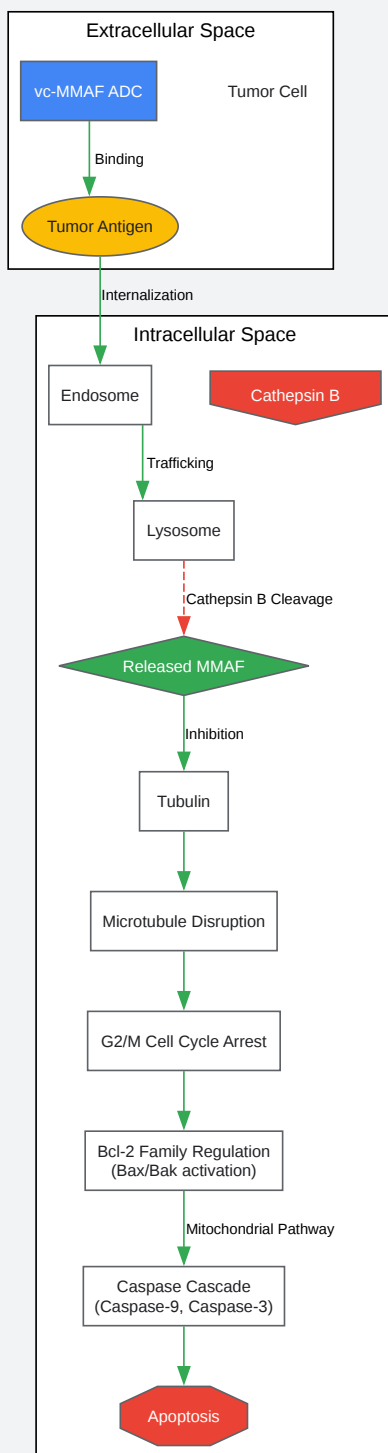 Extracellular Space
vc-MMAF ADC
Tumor Cell
Binding
Tumor Antigen
Internalization
Intracellular Space
Endosome
Cathepsin B
Trafficking
Lysosome
Cathepsin B Cleavage
Released MMAF
Inhibition
Tubulin
Microtubule Disruption
G2/M Cell Cycle Arrest
Bcl-2 Family Regulation
(Bax/Bak activation)
Mitochondrial Pathway
Caspase Cascade
(Caspase-9, Caspase-3)
Apoptosis